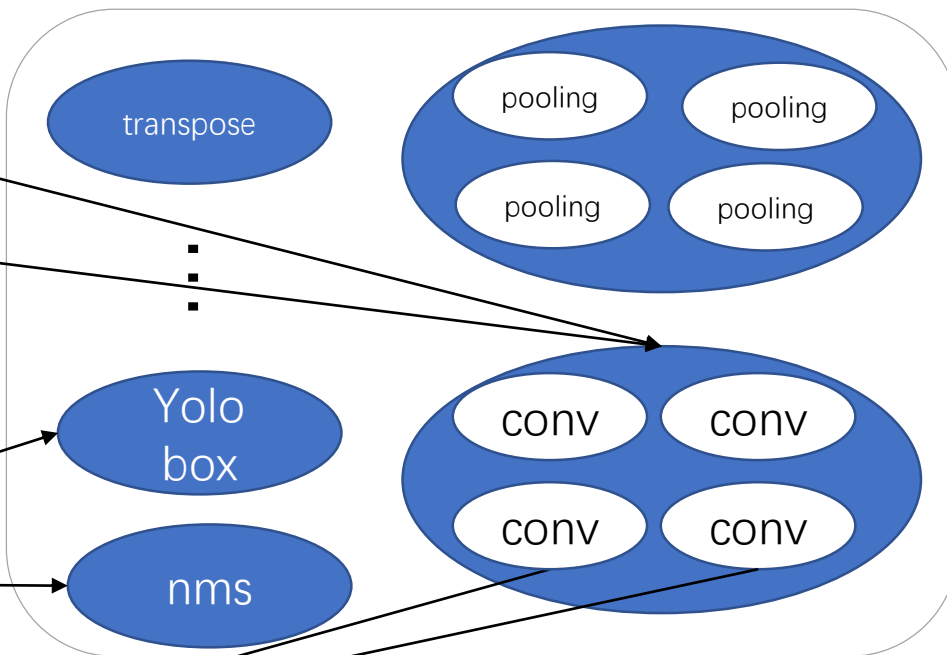 transpose
pooling
pooling
pooling
pooling
Yolo
box
nms
conv
conv
conv
conv